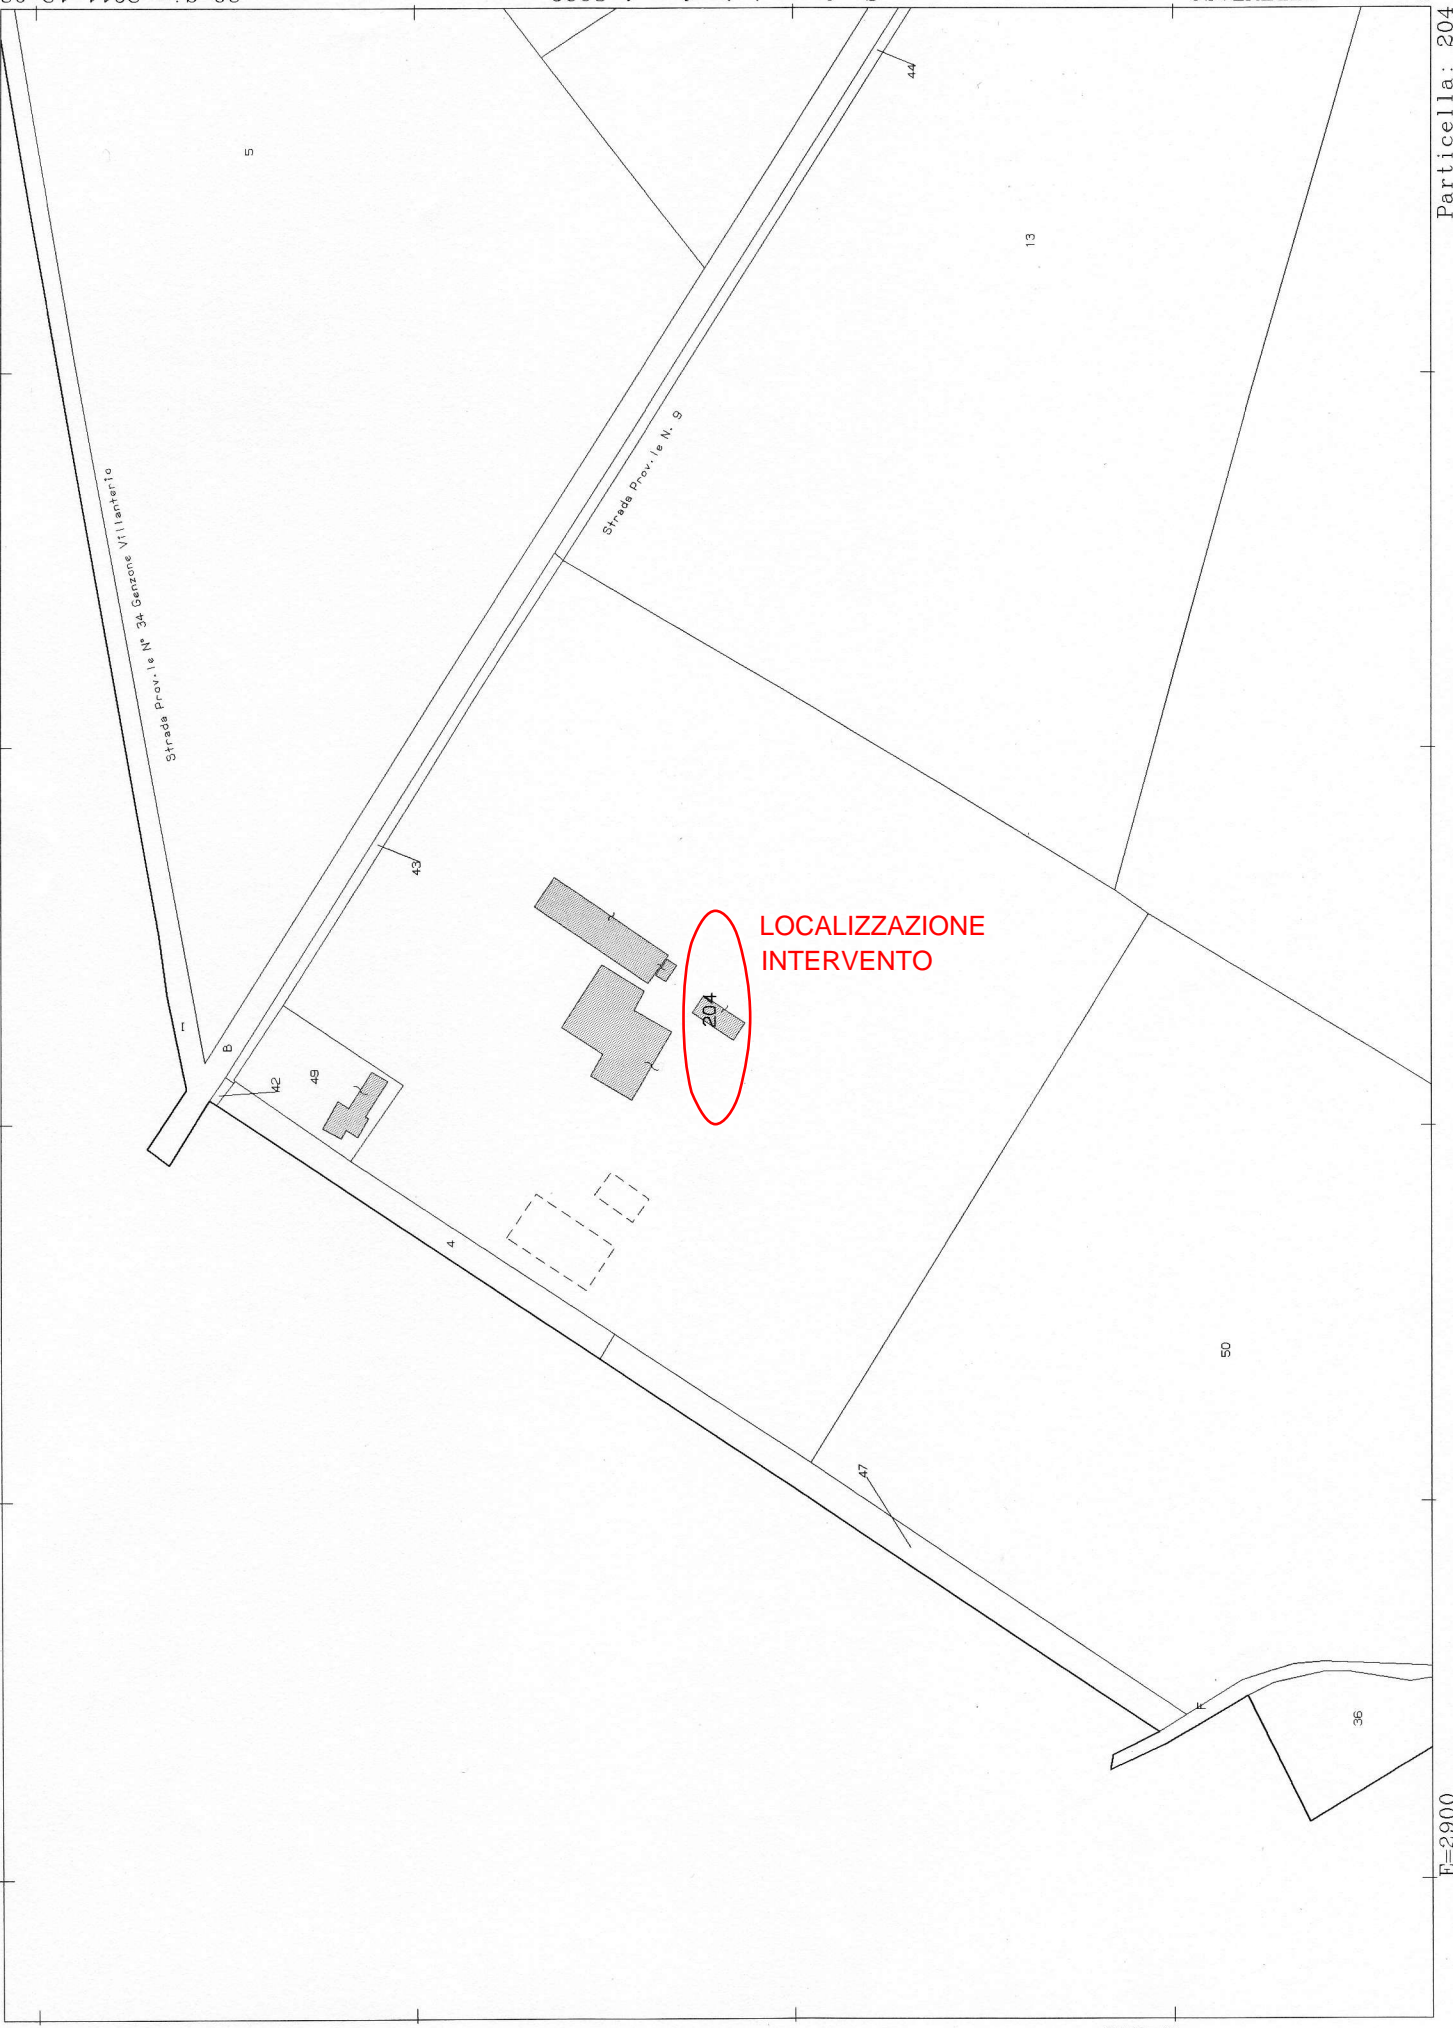 5
44
13
Particella: 204
Strada Prov.le N. 9
Strada Prov.le N° 34 Genzone Villanterio
43
LOCALIZZAZIONE
INTERVENTO
204
I
B
42
49
4
50
47
F
36
E=2900